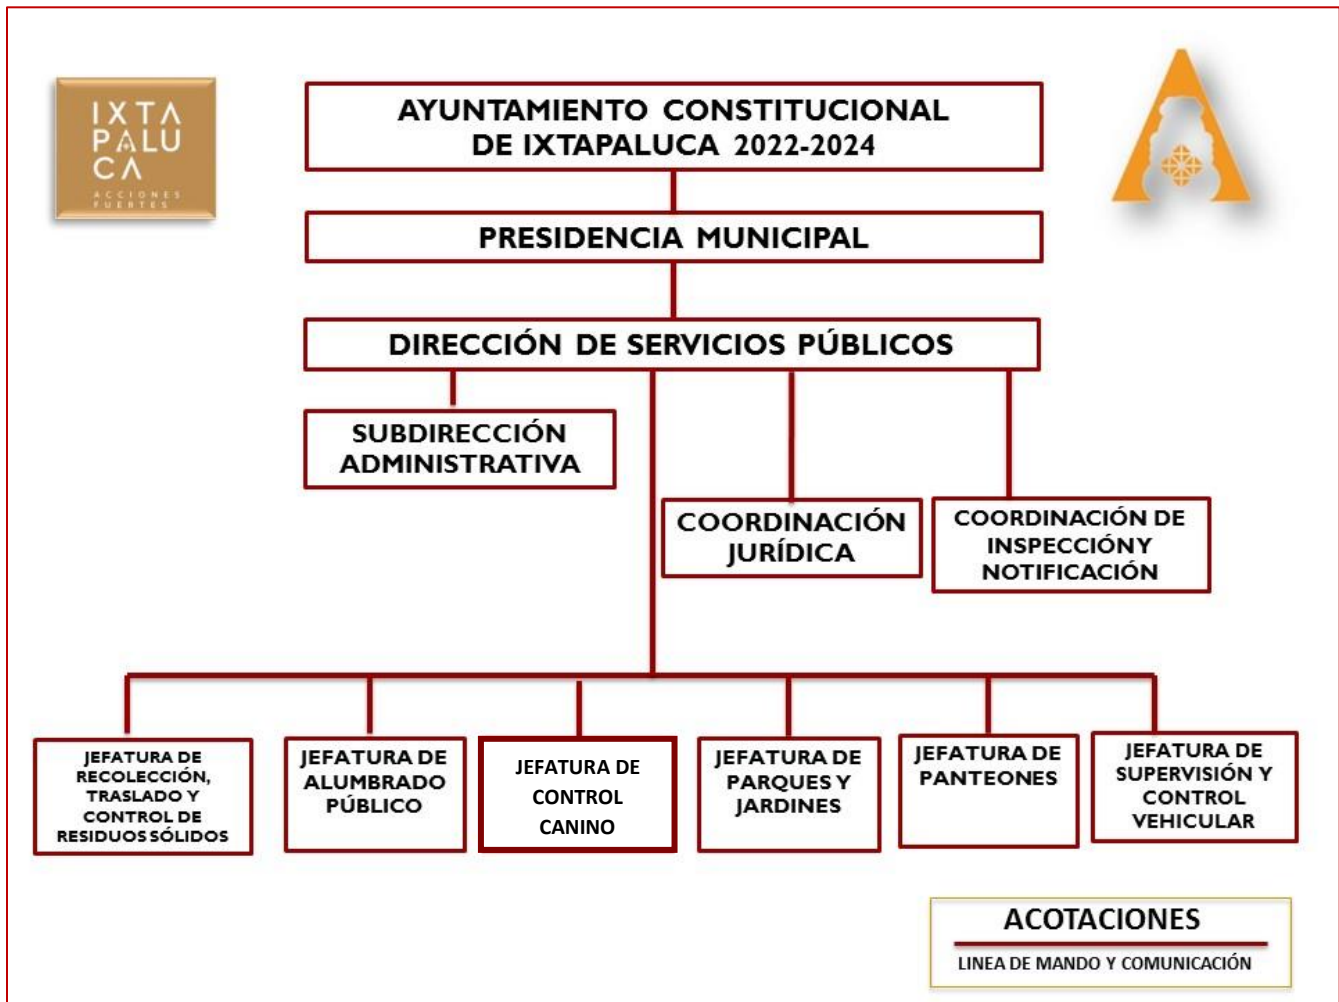 IXTA
PALU
CA
ACCIONES
FUERTES
AYUNTAMIENTO CONSTITUCIONAL
DE IXTAPALUCA 2022-2024
PRESIDENCIA MUNICIPAL
DIRECCIÓN DE SERVICIOS PÚBLICOS
SUBDIRECCIÓN
ADMINISTRATIVA
COORDINACIÓN
JURÍDICA
COORDINACIÓN DE
INSPECCIÓN Y
NOTIFICACIÓN
JEFATURA DE
RECOLECCIÓN,
TRASLADO Y
CONTROL DE
RESIDUOS SÓLIDOS
JEFATURA DE
ALUMBRADO
PÚBLICO
JEFATURA DE
CONTROL
CANINO
JEFATURA DE
PARQUES Y
JARDINES
JEFATURA DE
PANTEONES
JEFATURA DE
SUPERVISIÓN Y
CONTROL
VEHICULAR
ACOTACIONES
LINEA DE MANDO Y COMUNICACIÓN